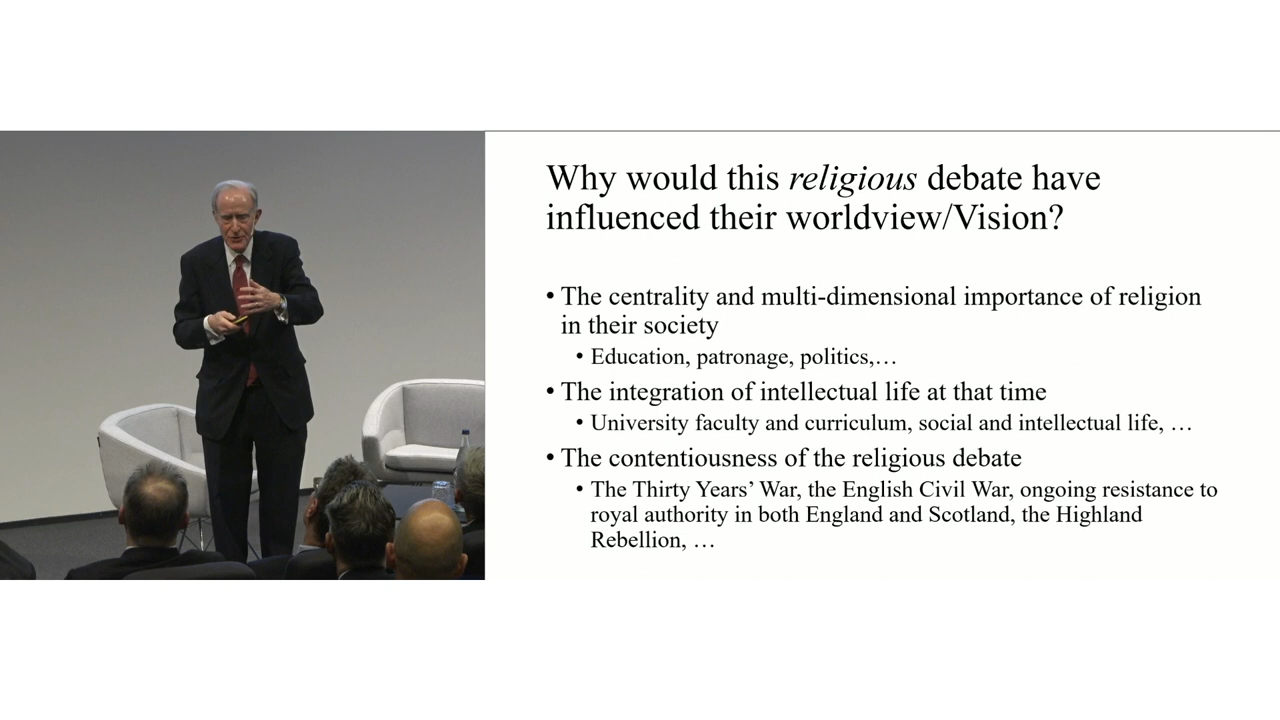 Why would this religious debate have
influenced their worldview/Vision?
• The centrality and multi-dimensional importance of religion
in their society
• Education, patronage, politics,…
• The integration of intellectual life at that time
• University faculty and curriculum, social and intellectual life, …
• The contentiousness of the religious debate
• The Thirty Years’ War, the English Civil War, ongoing resistance to
royal authority in both England and Scotland, the Highland
Rebellion, …